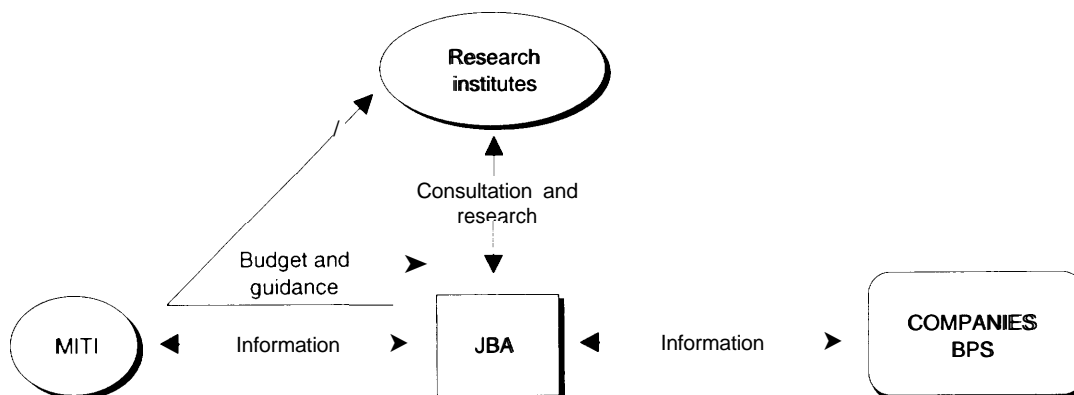 Research
institutes
Consultation and
research
Budget and
guidance
MITI
Information
JBA
Information
COMPANIES
BPS